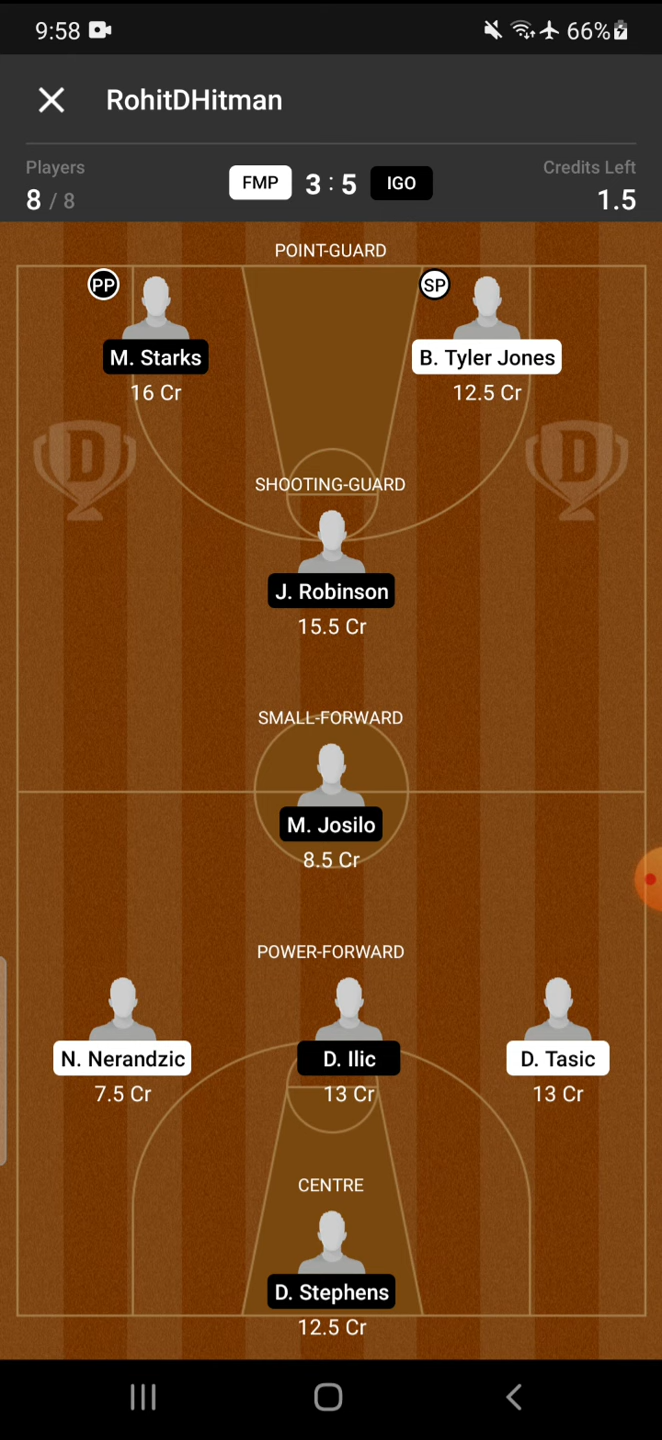 9:58
66%
RohitDHitman
Players
Credits Left
8 / 8
FMP 3 : 5 IGO
1.5
POINT-GUARD
PP
SP
M. Starks
B. Tyler Jones
16 Cr
12.5 Cr
D
D
SHOOTING-GUARD
J. Robinson
15.5 Cr
SMALL-FORWARD
M. Josilo
8.5 Cr
POWER-FORWARD
N. Nerandzic
D. Ilic
D. Tasic
7.5 Cr
13 Cr
13 Cr
CENTRE
D. Stephens
12.5 Cr